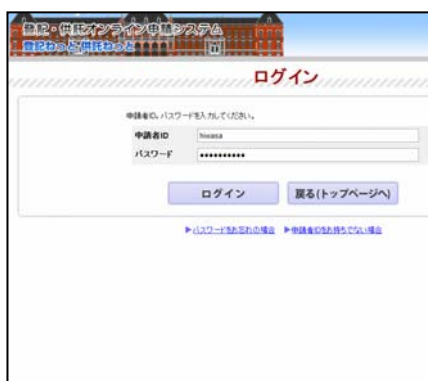 登記・供託オンライン申請システム
登記ねっと 供託ねっと
ログイン
申請者ID、パスワードを入力してください。
申請者ID hiwasa
パスワード ••••••••••
ログイン 戻る(トップページへ)
▶パスワードをお忘れの場合 ▶申請者IDをお持ちでない場合